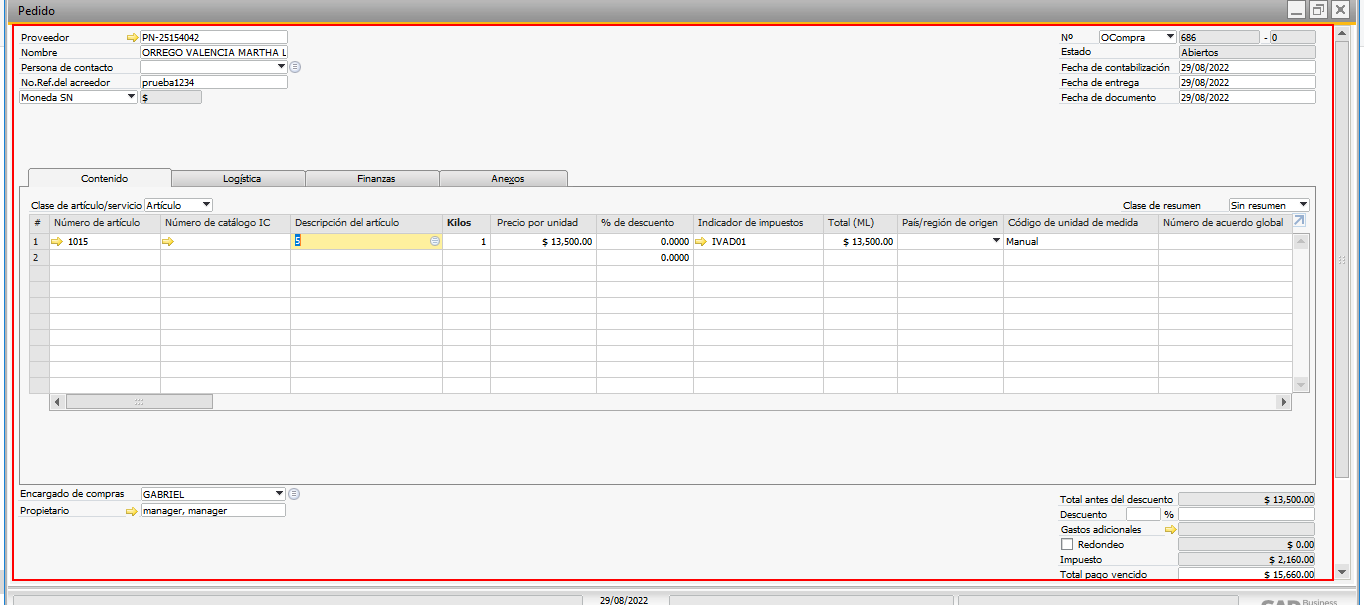 Pedido
Proveedor PN-25154042
Nombre ORREGO VALENCIA MARTHA L
Persona de contacto
No.Ref.del acreedor prueba1234
Moneda SN $
Nº OCompra 686 - 0
Estado Abiertos
Fecha de contabilización 29/08/2022
Fecha de entrega 29/08/2022
Fecha de documento 29/08/2022
Contenido Logística Finanzas Anexos
Clase de artículo/servicio Artículo Clase de resumen Sin resumen
# Número de artículo Número de catálogo IC Descripción del artículo Kilos Precio por unidad % de descuento Indicador de impuestos Total (ML) País/región de origen Código de unidad de medida Número de acuerdo global
1 1015 5 1 $ 13,500.00 0.0000 IVAD01 $ 13,500.00 Manual
2 0.0000
Encargado de compras GABRIEL
Propietario manager, manager
Total antes del descuento $ 13,500.00
Descuento %
Gastos adicionales
Redondeo $ 0.00
Impuesto $ 2,160.00
Total pago vencido $ 15,660.00
29/08/2022
SAP Business